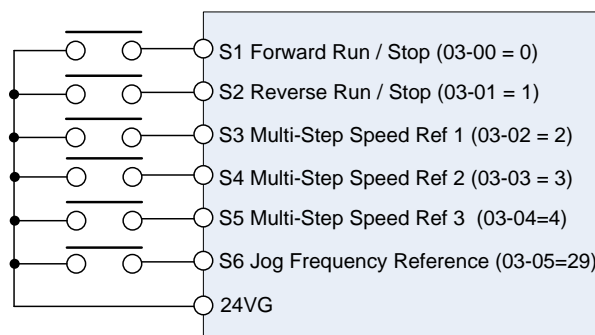 S1 Forward Run / Stop (03-00 = 0)
S2 Reverse Run / Stop (03-01 = 1)
S3 Multi-Step Speed Ref 1 (03-02 = 2)
S4 Multi-Step Speed Ref 2 (03-03 = 3)
S5 Multi-Step Speed Ref 3  (03-04=4)
S6 Jog Frequency Reference (03-05=29)
24VG